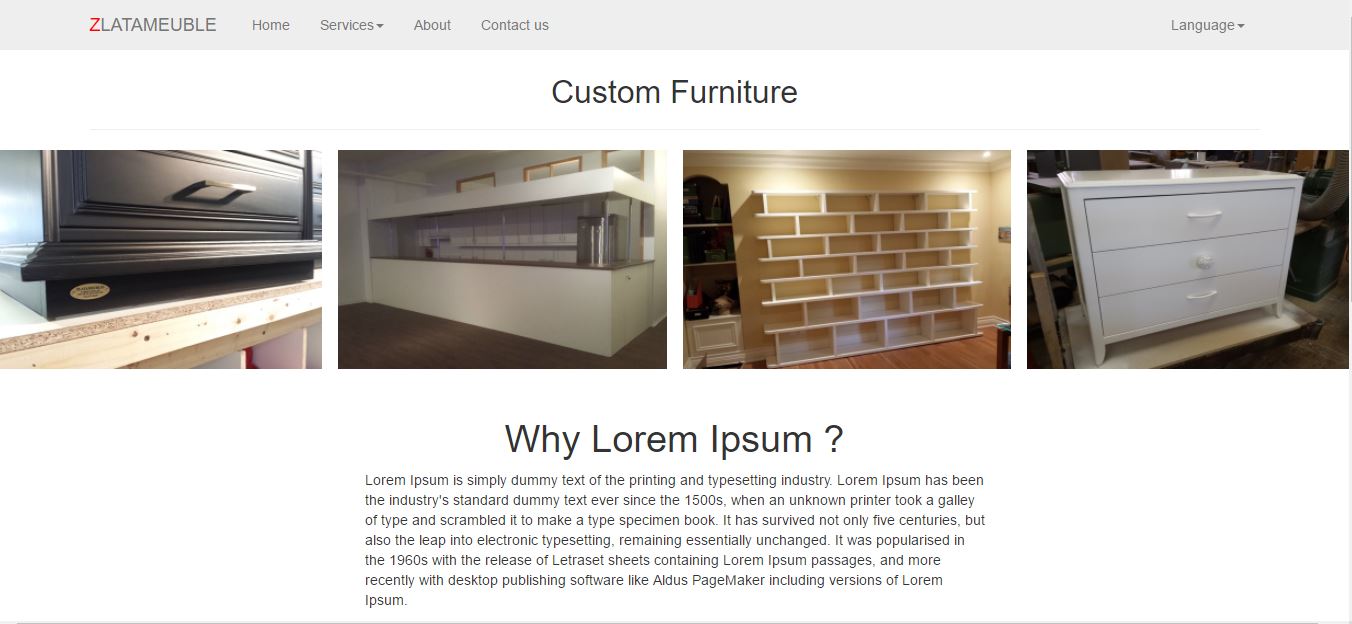 ZLATAMEUBLE Home Services About Contact us Language
Custom Furniture
Why Lorem Ipsum ?
Lorem Ipsum is simply dummy text of the printing and typesetting industry. Lorem Ipsum has been
the industry's standard dummy text ever since the 1500s, when an unknown printer took a galley
of type and scrambled it to make a type specimen book. It has survived not only five centuries, but
also the leap into electronic typesetting, remaining essentially unchanged. It was popularised in
the 1960s with the release of Letraset sheets containing Lorem Ipsum passages, and more
recently with desktop publishing software like Aldus PageMaker including versions of Lorem
Ipsum.